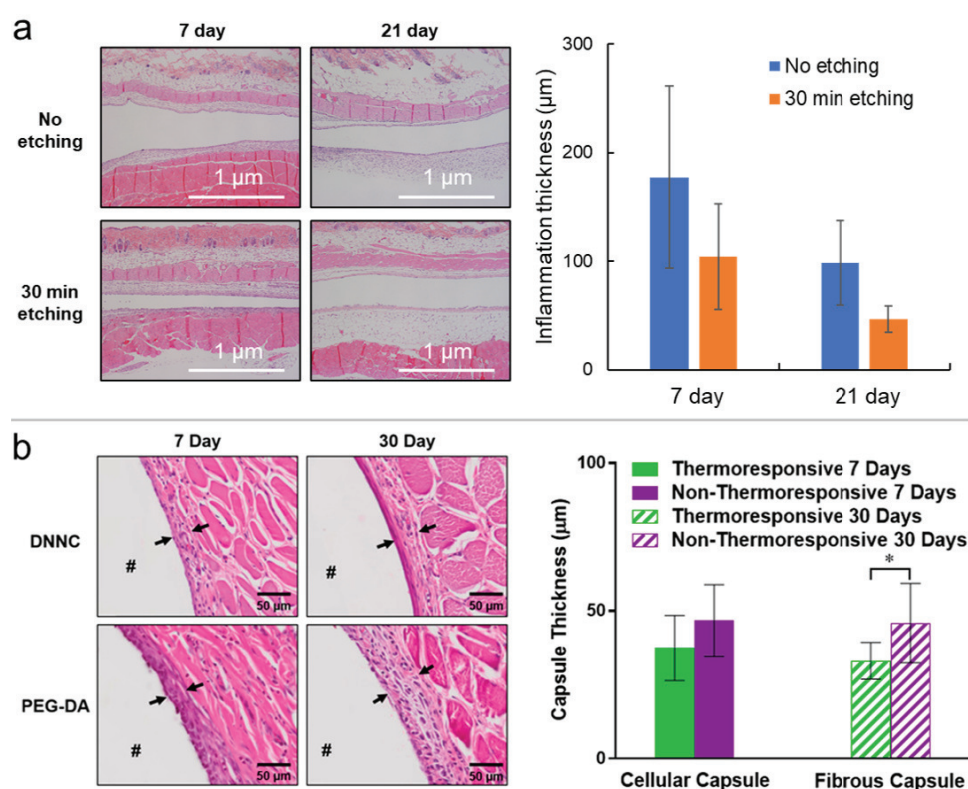 a
7 day
21 day
No
etching
1 µm
1 µm
30 min
etching
1 µm
1 µm
Inflammation thickness (µm)
300
200
100
0
No etching
30 min etching
7 day
21 day
b
7 Day
30 Day
DNNC
#
50 µm
#
50 µm
PEG-DA
#
50 µm
#
50 µm
Capsule Thickness (µm)
100
50
0
Thermoresponsive 7 Days
Non-Thermoresponsive 7 Days
Thermoresponsive 30 Days
Non-Thermoresponsive 30 Days
*
Cellular Capsule
Fibrous Capsule